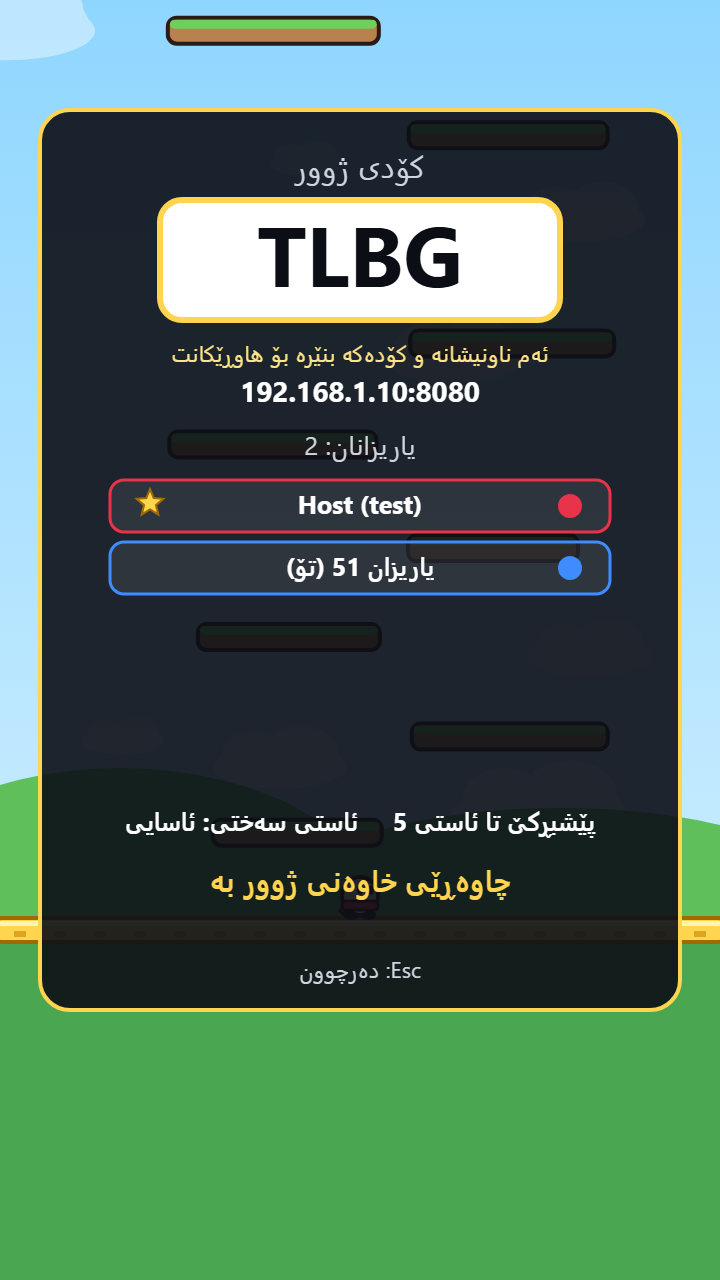 کۆدی ژوور
TLBG
ئەم ناونیشانە و کۆدەکە بنێرە بۆ هاوڕێکانت
192.168.1.10:8080
یاریزانان: 2
Host (test)
یاریزان 51 (تۆ)
پێشبڕکێ تا ئاستی 5 ئاستی سەختی: ئاسایی
چاوەڕێی خاوەنی ژوور بە
Esc: دەرچوون